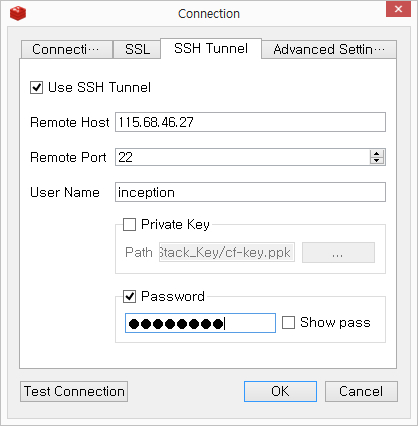 Connection
Connecti···
SSL
SSH Tunnel
Advanced Settin···
Use SSH Tunnel
Remote Host 115.68.46.27
Remote Port 22
User Name inception
Private Key
Path Stack_Key/cf-key.ppk ...
Password
●●●●●●●● Show pass
Test Connection OK Cancel